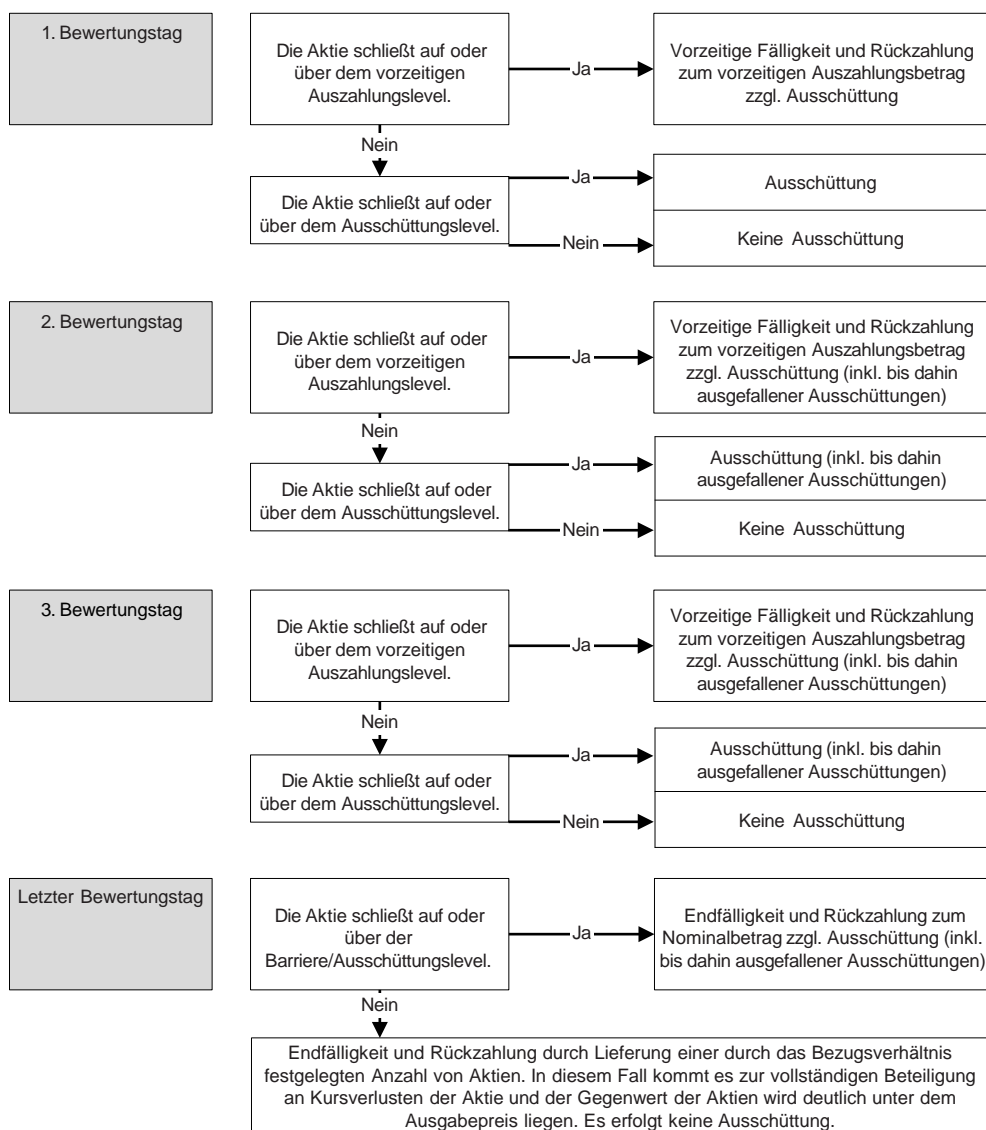 1. Bewertungstag
Die Aktie schließt auf oder
über dem vorzeitigen
Auszahlungslevel.
Ja
Vorzeitige Fälligkeit und Rückzahlung
zum vorzeitigen Auszahlungsbetrag
zzgl. Ausschüttung
Nein
Die Aktie schließt auf oder
über dem Ausschüttungslevel.
Ja
Ausschüttung
Nein
Keine Ausschüttung
2. Bewertungstag
Die Aktie schließt auf oder
über dem vorzeitigen
Auszahlungslevel.
Ja
Vorzeitige Fälligkeit und Rückzahlung
zum vorzeitigen Auszahlungsbetrag
zzgl. Ausschüttung (inkl. bis dahin
ausgefallener Ausschüttungen)
Nein
Die Aktie schließt auf oder
über dem Ausschüttungslevel.
Ja
Ausschüttung (inkl. bis dahin
ausgefallener Ausschüttungen)
Nein
Keine Ausschüttung
3. Bewertungstag
Die Aktie schließt auf oder
über dem vorzeitigen
Auszahlungslevel.
Ja
Vorzeitige Fälligkeit und Rückzahlung
zum vorzeitigen Auszahlungsbetrag
zzgl. Ausschüttung (inkl. bis dahin
ausgefallener Ausschüttungen)
Nein
Die Aktie schließt auf oder
über dem Ausschüttungslevel.
Ja
Ausschüttung (inkl. bis dahin
ausgefallener Ausschüttungen)
Nein
Keine Ausschüttung
Letzter Bewertungstag
Die Aktie schließt auf oder
über der
Barriere/Ausschüttungslevel.
Ja
Endfälligkeit und Rückzahlung zum
Nominalbetrag zzgl. Ausschüttung (inkl.
bis dahin ausgefallener Ausschüttungen)
Nein
Endfälligkeit und Rückzahlung durch Lieferung einer durch das Bezugsverhältnis
festgelegten Anzahl von Aktien. In diesem Fall kommt es zur vollständigen Beteiligung
an Kursverlusten der Aktie und der Gegenwert der Aktien wird deutlich unter dem
Ausgabepreis liegen. Es erfolgt keine Ausschüttung.